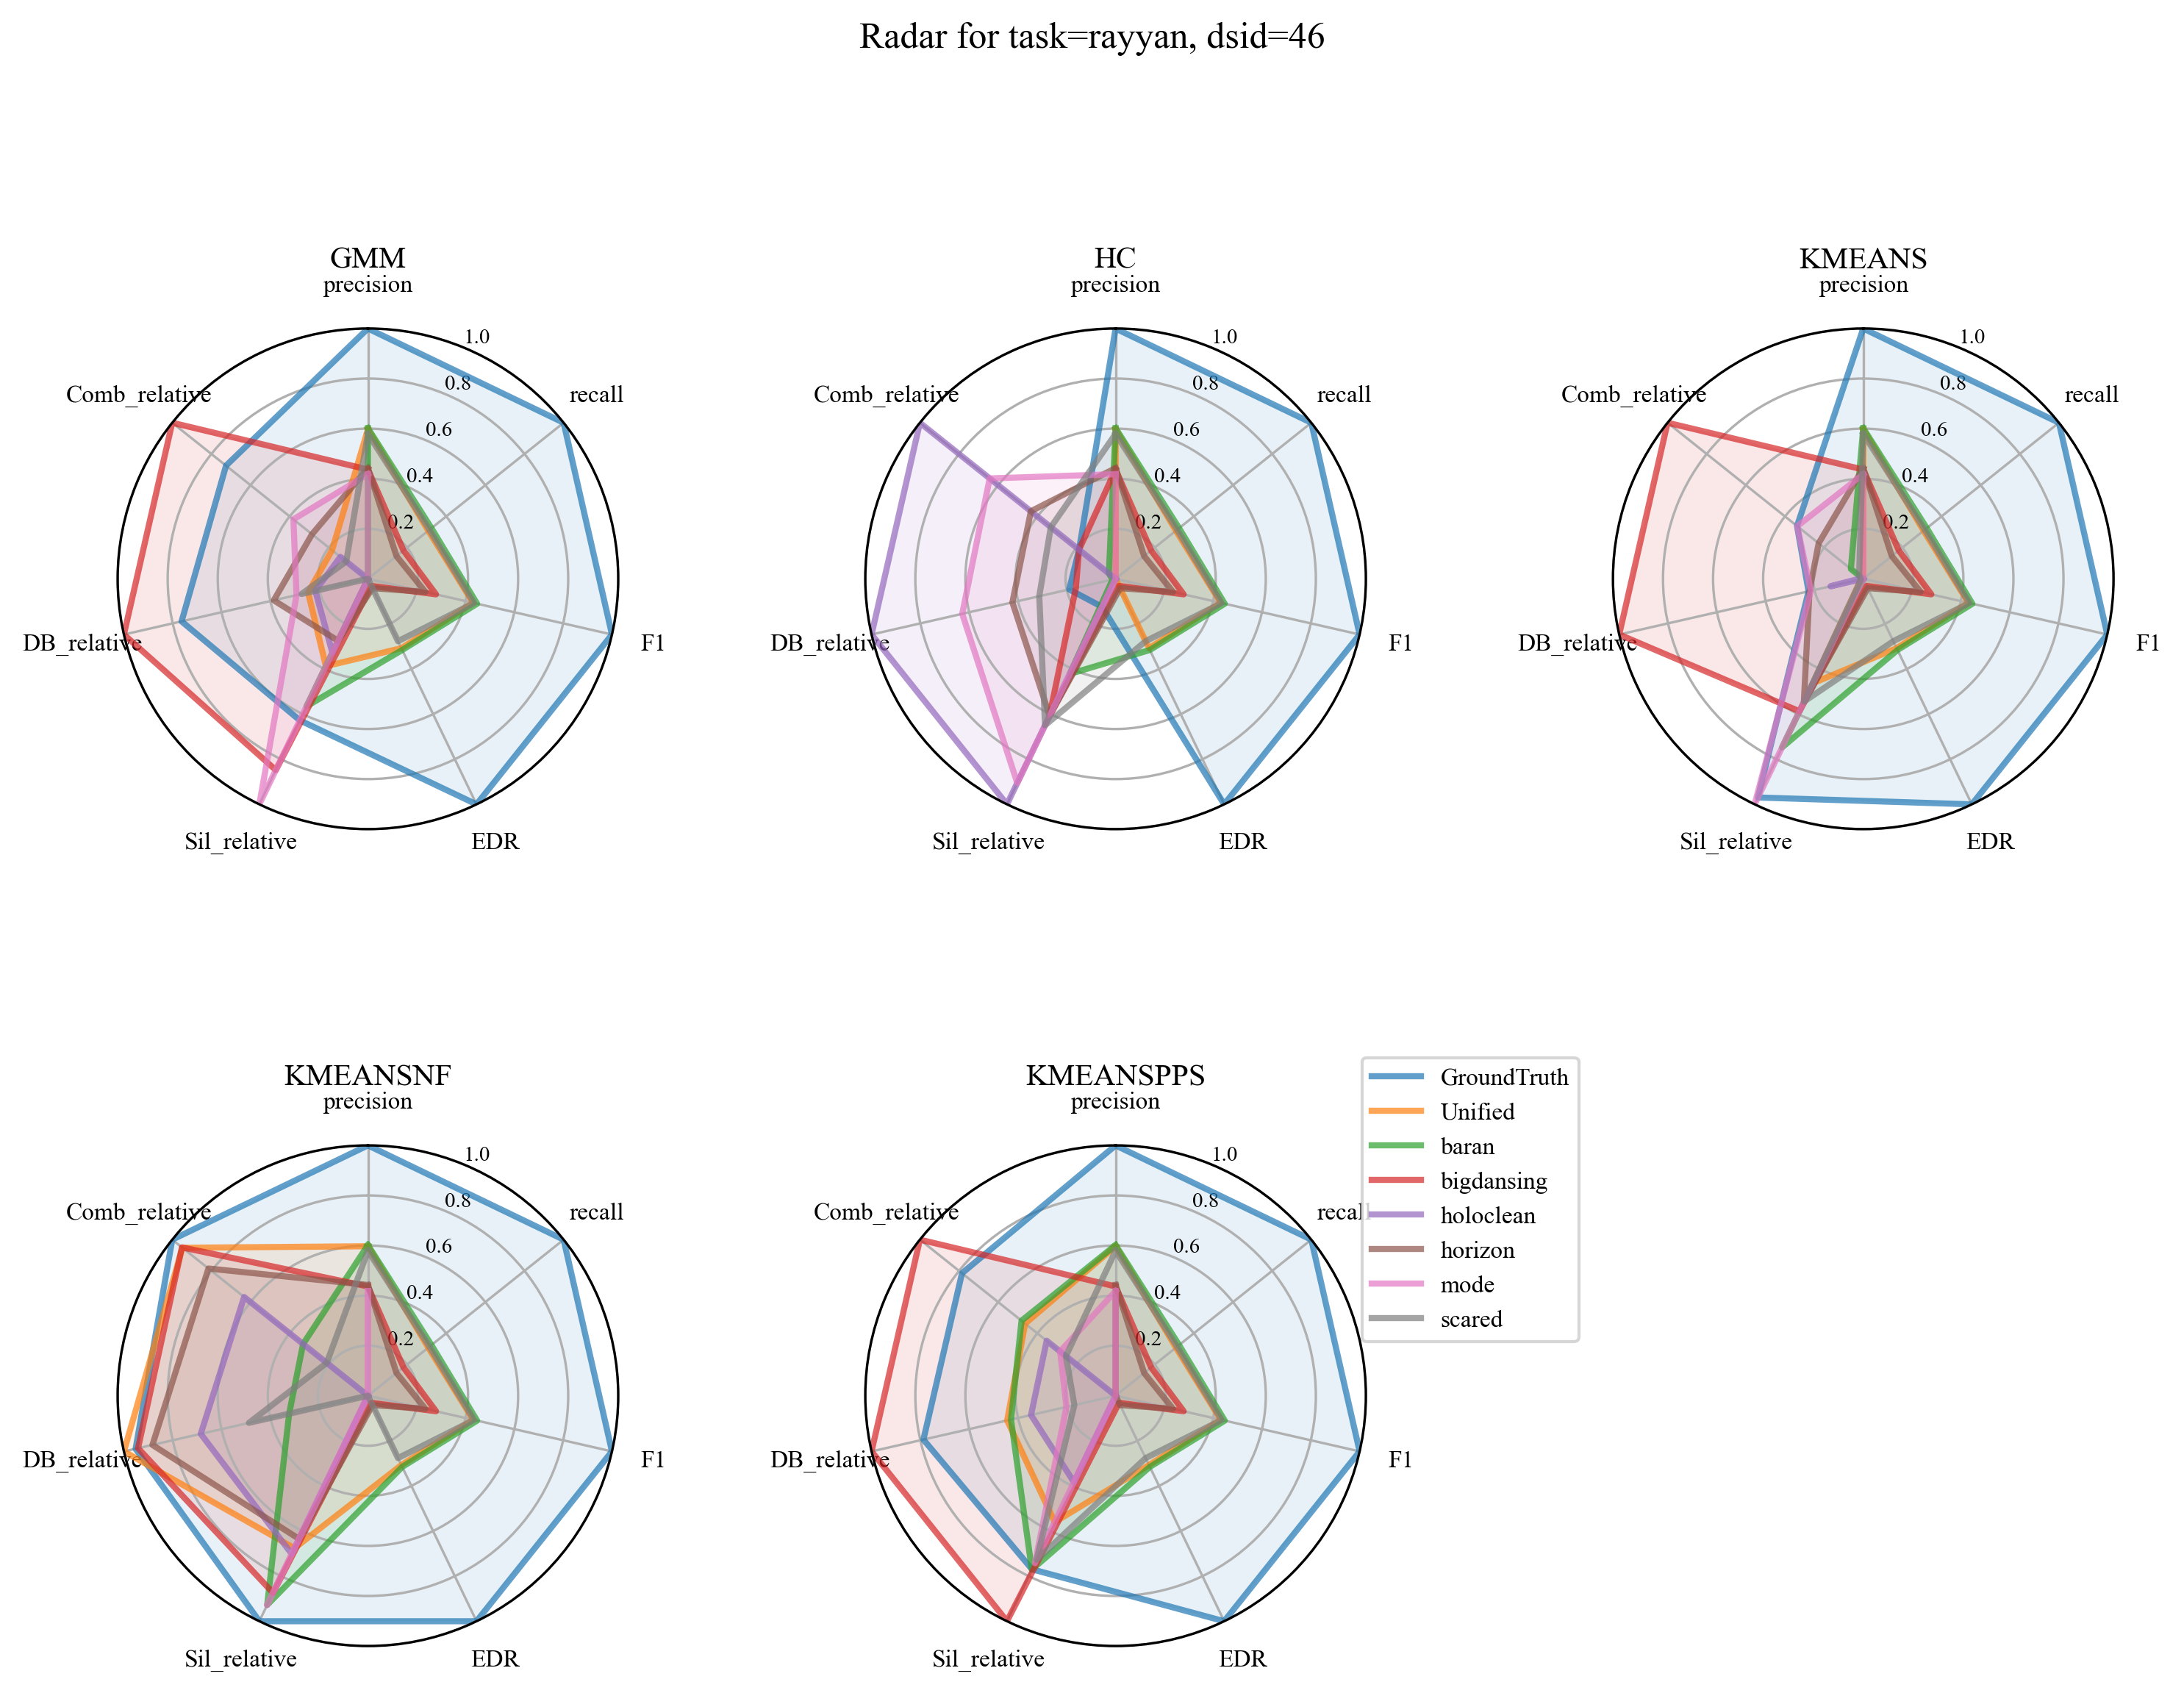 Radar for task=rayyan, dsid=46
GMM
precision
1.0
0.8
0.6
0.4
0.2
Comb_relative
recall
DB_relative
F1
Sil_relative
EDR
HC
precision
1.0
0.8
0.6
0.4
0.2
Comb_relative
recall
DB_relative
F1
Sil_relative
EDR
KMEANS
precision
1.0
0.8
0.6
0.4
0.2
Comb_relative
recall
DB_relative
F1
Sil_relative
EDR
KMEANSNF
precision
1.0
0.8
0.6
0.4
0.2
Comb_relative
recall
DB_relative
F1
Sil_relative
EDR
KMEANSPPS
precision
1.0
0.8
0.6
0.4
0.2
Comb_relative
recall
DB_relative
F1
Sil_relative
EDR
GroundTruth
Unified
baran
bigdansing
holoclean
horizon
mode
scared